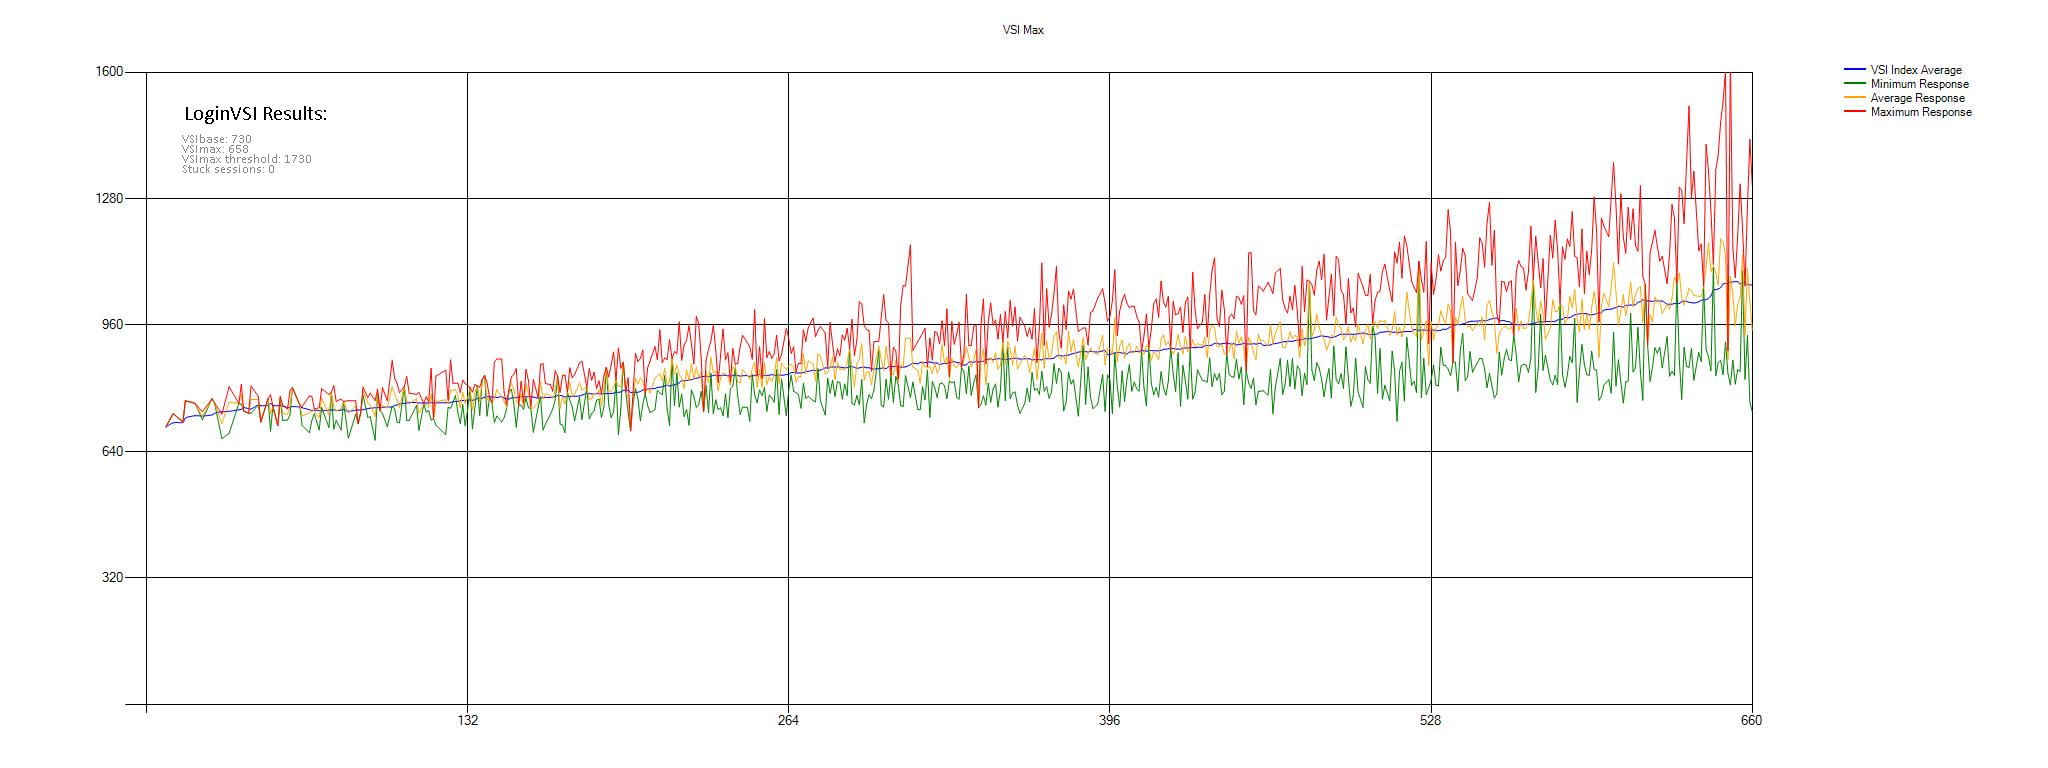 VSI Max
1600
1280
960
640
320
LoginVSI Results:
VSIbase: 730
VSImax: 658
VSImax threshold: 1730
Stuck sessions: 0
132
264
396
528
660
VSI Index Average
Minimum Response
Average Response
Maximum Response